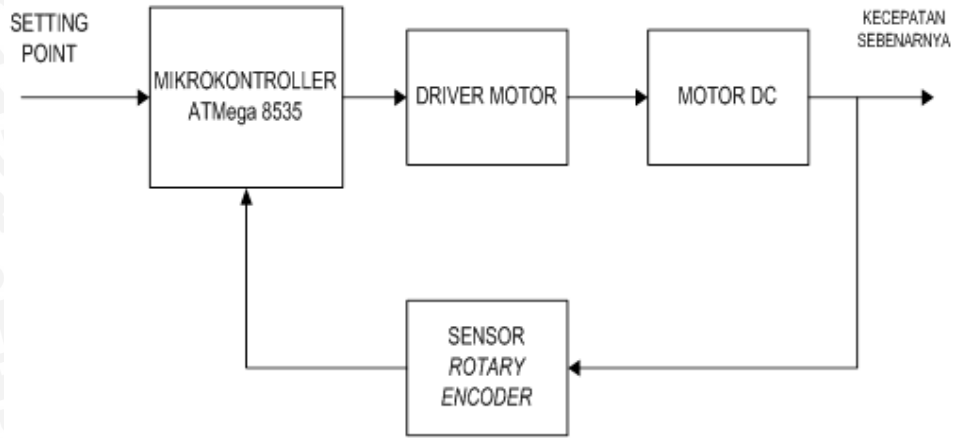 SETTING
POINT
KECEPATAN
SEBENARNYA
MIKROKONTROLLER
ATMega 8535
DRIVER MOTOR
MOTOR DC
SENSOR
ROTARY
ENCODER